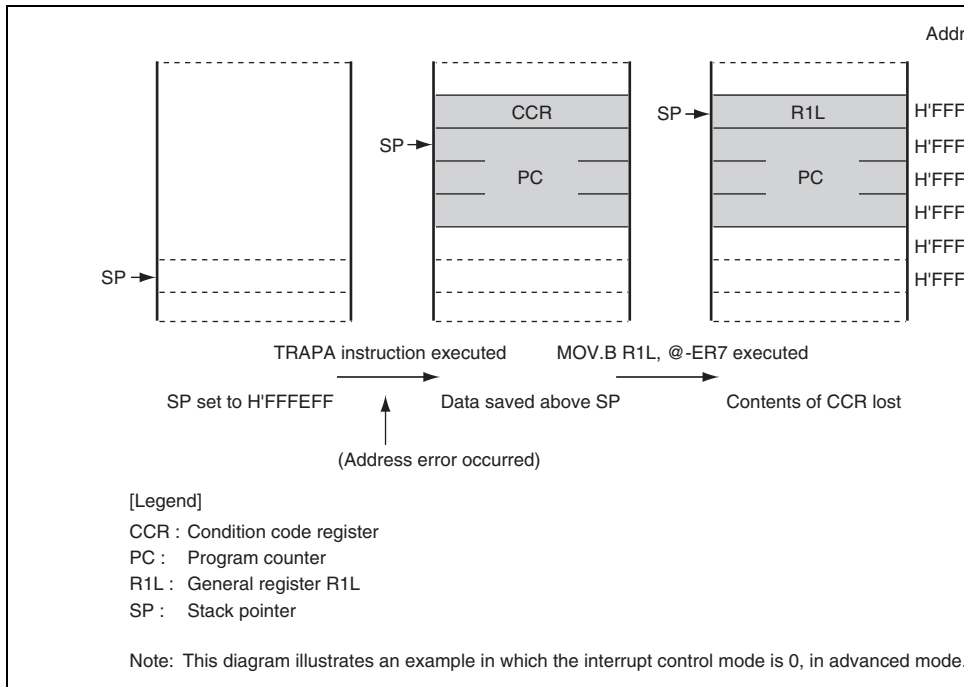 Addr
CCR
SP
R1L
H'FFF
SP
H'FFF
PC
PC
H'FFF
H'FFF
H'FFF
SP
H'FFF
TRAPA instruction executed
MOV.B R1L, @-ER7 executed
SP set to H'FFFEFF
Data saved above SP
Contents of CCR lost
(Address error occurred)
[Legend]
CCR : Condition code register
PC : Program counter
R1L : General register R1L
SP : Stack pointer
Note: This diagram illustrates an example in which the interrupt control mode is 0, in advanced mode.